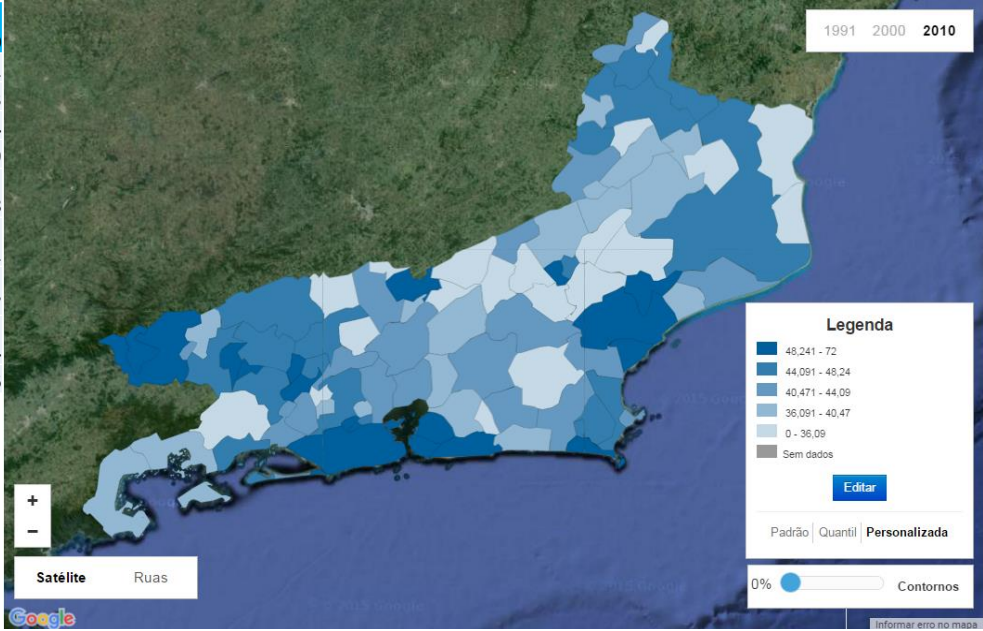 1991 2000 2010
Legenda
48,241 - 72
44,091 - 48,24
40,471 - 44,09
36,091 - 40,47
0 - 36,09
Sem dados
Editar
Padrão Quantil Personalizada
0% Contornos
+
−
Satélite Ruas
Google
Informar erro no mapa